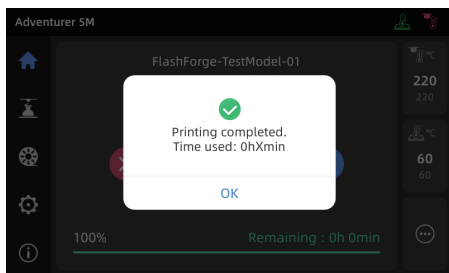 Adventurer 5M
FlashForge-TestModel-01
°C
220
220
Printing completed.
Time used: 0hXmin
°C
60
60
OK
100%
Remaining : 0h 0min